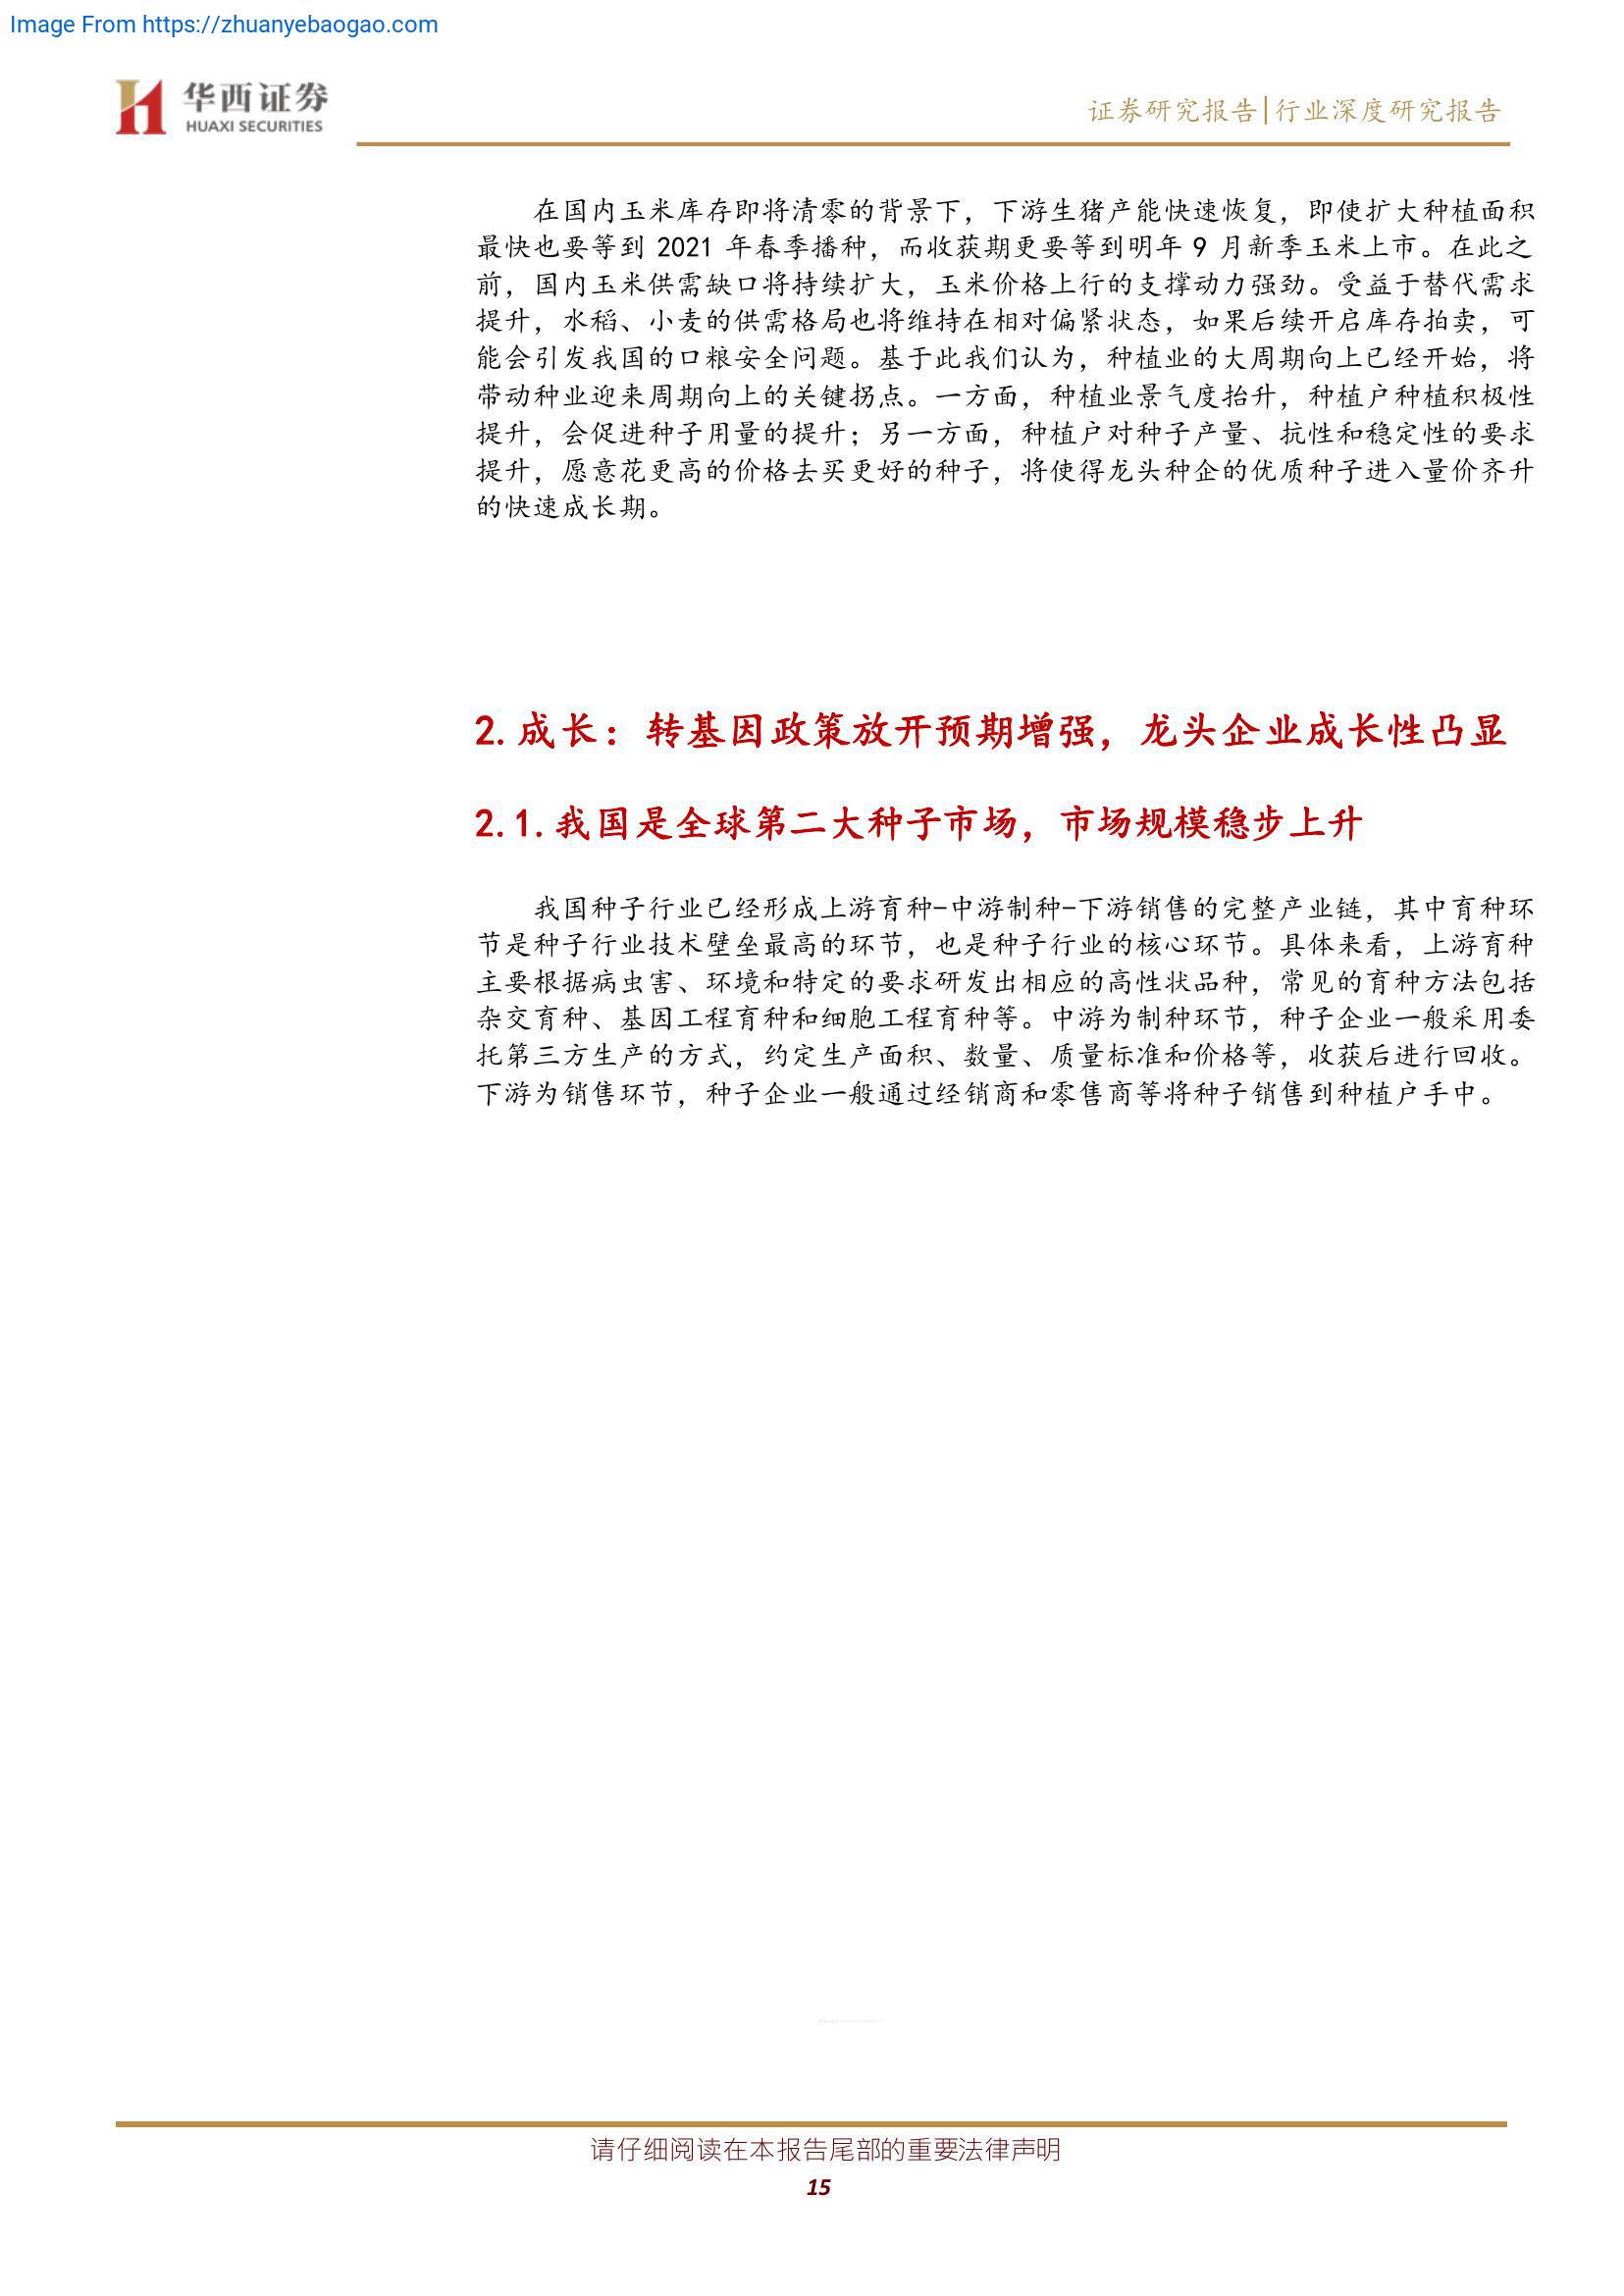 Image From https://zhuanyebaogao.com
华西证券
HUAXI SECURITIES
证券研究报告|行业深度研究报告
在国内玉米库存即将清零的背景下，下游生猪产能快速恢复，即使扩大种植面积
最快也要等到 2021 年春季播种，而收获期更要等到明年 9 月新季玉米上市。在此之
前，国内玉米供需缺口将持续扩大，玉米价格上行的支撑动力强劲。受益于替代需求
提升，水稻、小麦的供需格局也将维持在相对偏紧状态，如果后续开启库存拍卖，可
能会引发我国的口粮安全问题。基于此我们认为，种植业的大周期向上已经开始，将
带动种业迎来周期向上的关键拐点。一方面，种植业景气度抬升，种植户种植积极性
提升，会促进种子用量的提升；另一方面，种植户对种子产量、抗性和稳定性的要求
提升，愿意花更高的价格去买更好的种子，将使得龙头种企的优质种子进入量价齐升
的快速成长期。
2.成长：转基因政策放开预期增强，龙头企业成长性凸显
2.1.我国是全球第二大种子市场，市场规模稳步上升
我国种子行业已经形成上游育种-中游制种-下游销售的完整产业链，其中育种环
节是种子行业技术壁垒最高的环节，也是种子行业的核心环节。具体来看，上游育种
主要根据病虫害、环境和特定的要求研发出相应的高性状品种，常见的育种方法包括
杂交育种、基因工程育种和细胞工程育种等。中游为制种环节，种子企业一般采用委
托第三方生产的方式，约定生产面积、数量、质量标准和价格等，收获后进行回收。
下游为销售环节，种子企业一般通过经销商和零售商等将种子销售到种植户手中。
请仔细阅读在本报告尾部的重要法律声明
15